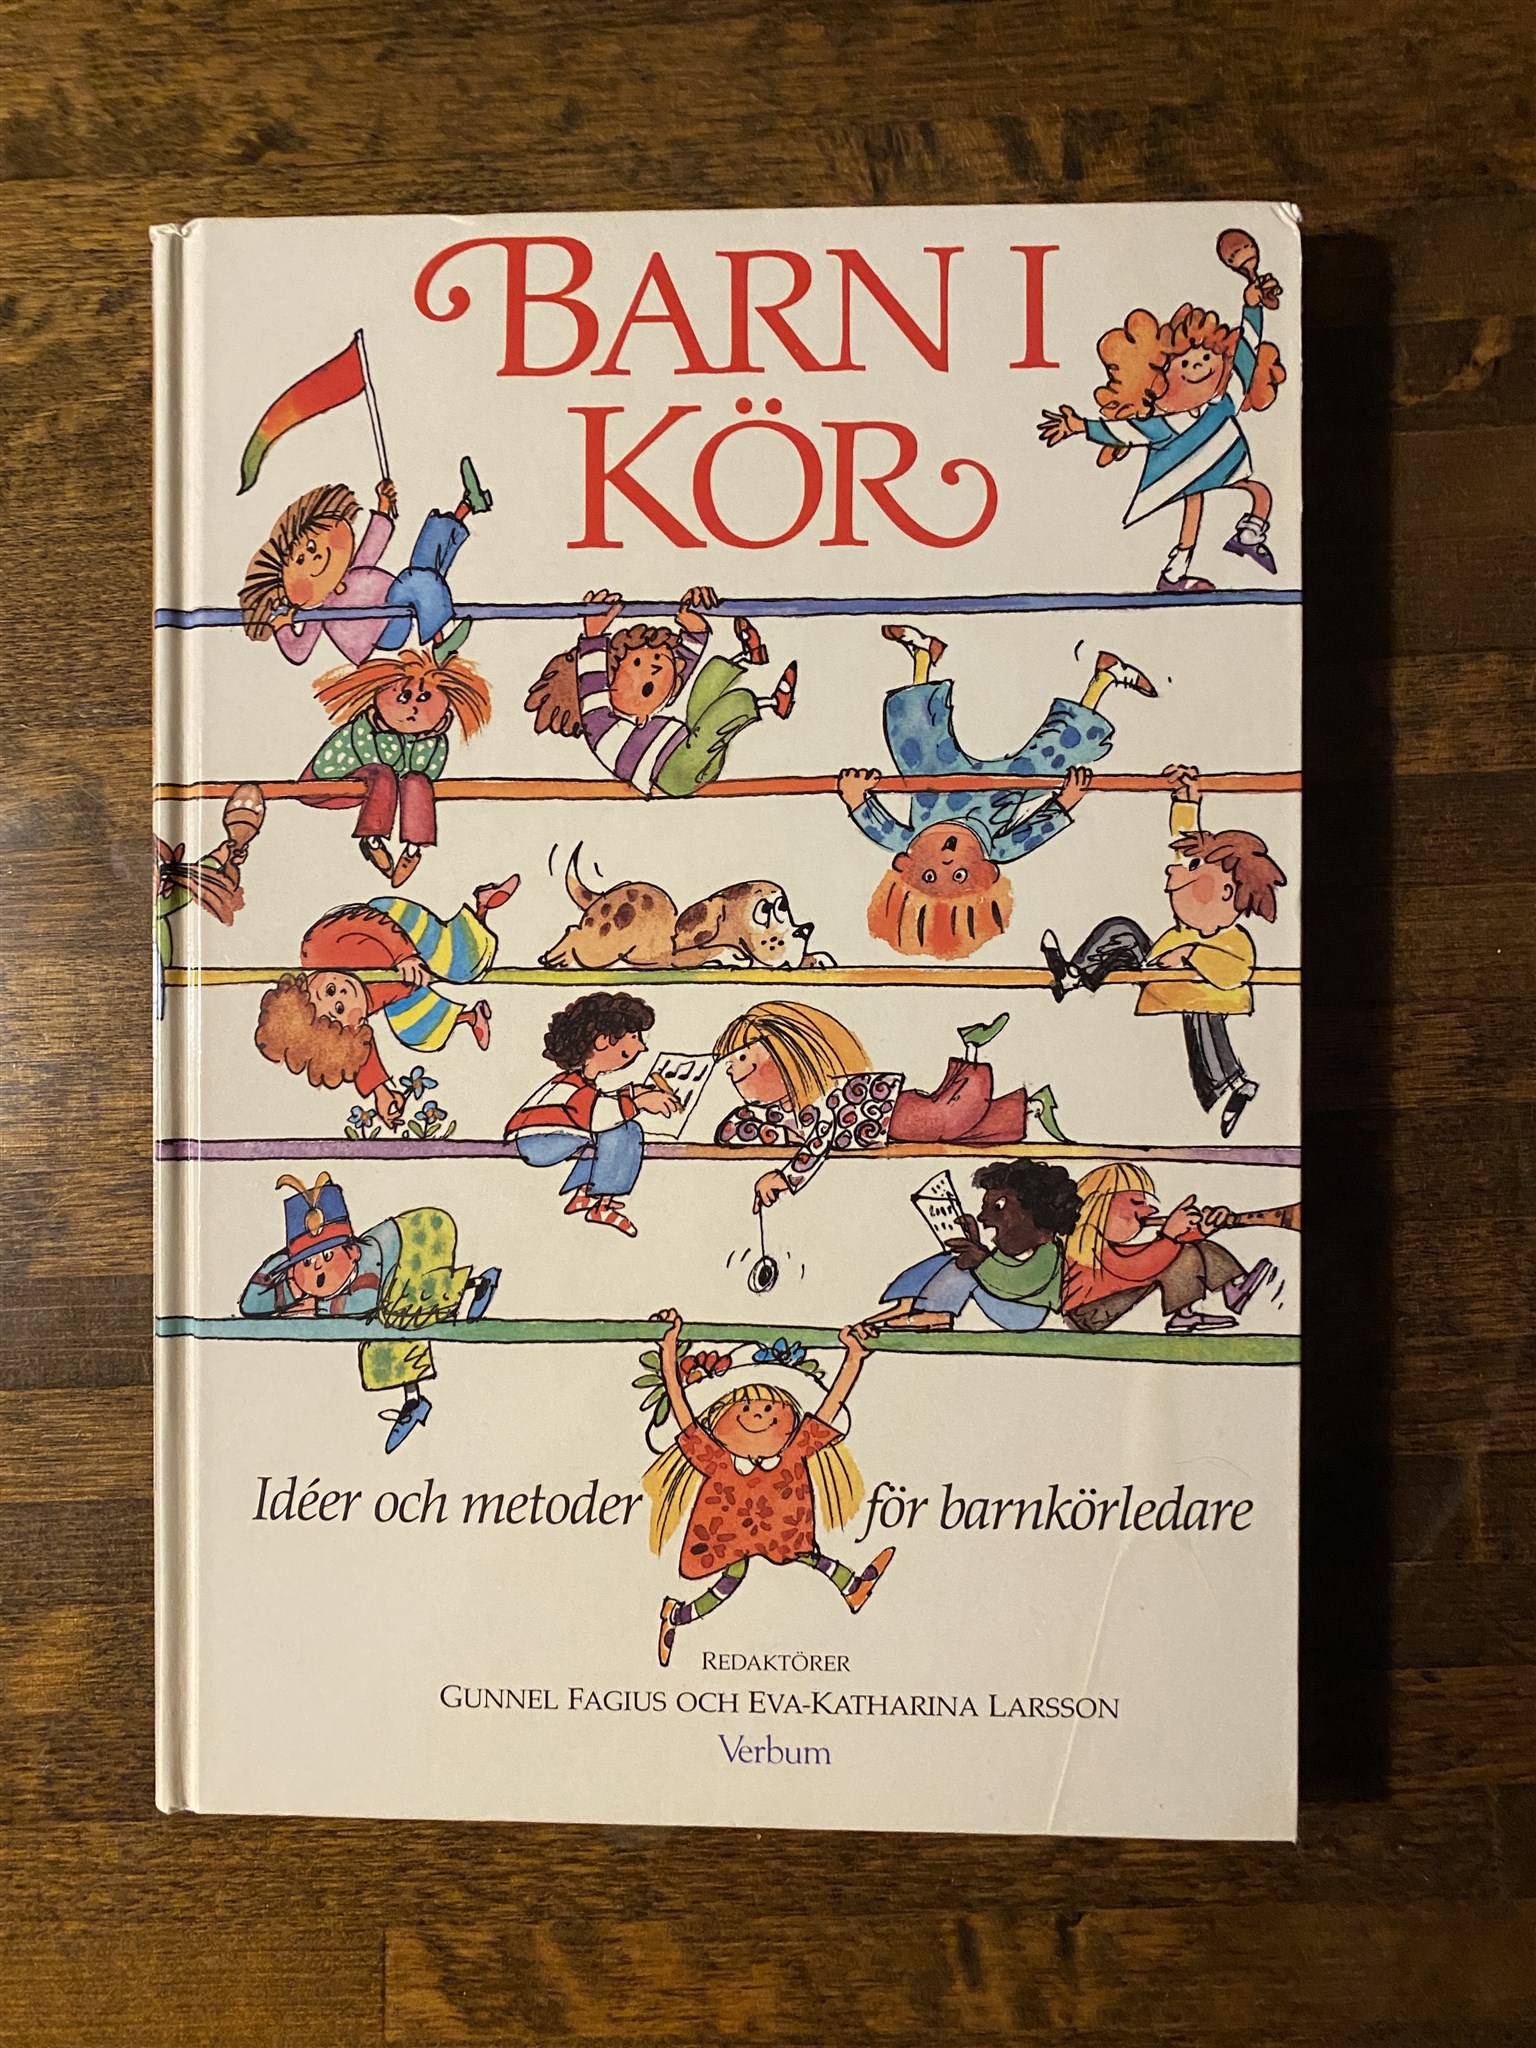 BARN I
KÖR
Idéer och metoder för barnkörledare
REDAKTÖRER
GUNNEL FAGIUS OCH EVA-KATHARINA LARSSON
Verbum